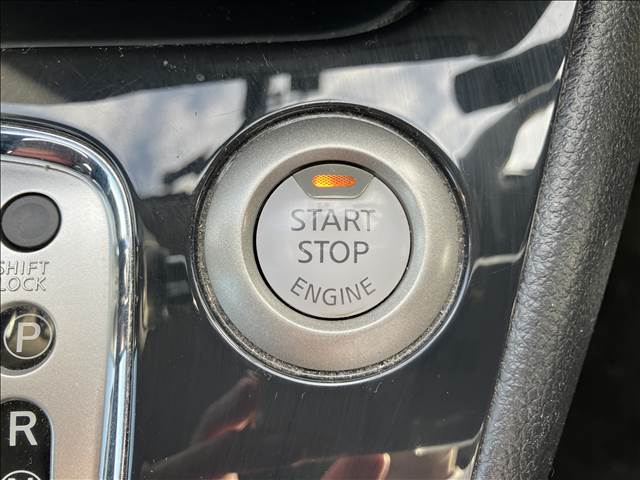 START
STOP
ENGINE
SHIFT
LOCK
P
R